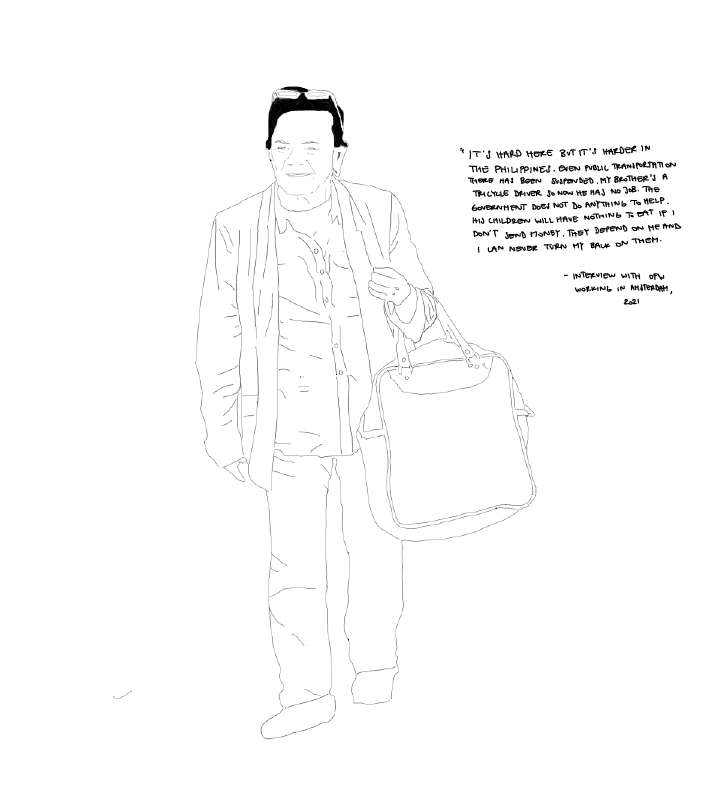 "IT'S HARD HERE BUT IT'S HARDER IN
THE PHILIPPINES. EVEN PUBLIC TRANSPORTATION
THERE HAS BEEN SUSPENDED. MY BROTHER'S A
TRICYCLE DRIVER SO NOW HE HAS NO JOB. THE
GOVERNMENT DOES NOT DO ANYTHING TO HELP.
HIS CHILDREN WILL HAVE NOTHING TO EAT IF I
DON'T SEND MONEY. THEY DEPEND ON ME AND
I CAN NEVER TURN MY BACK ON THEM.
- INTERVIEW WITH OFW
WORKING IN AMSTERDAM,
2021